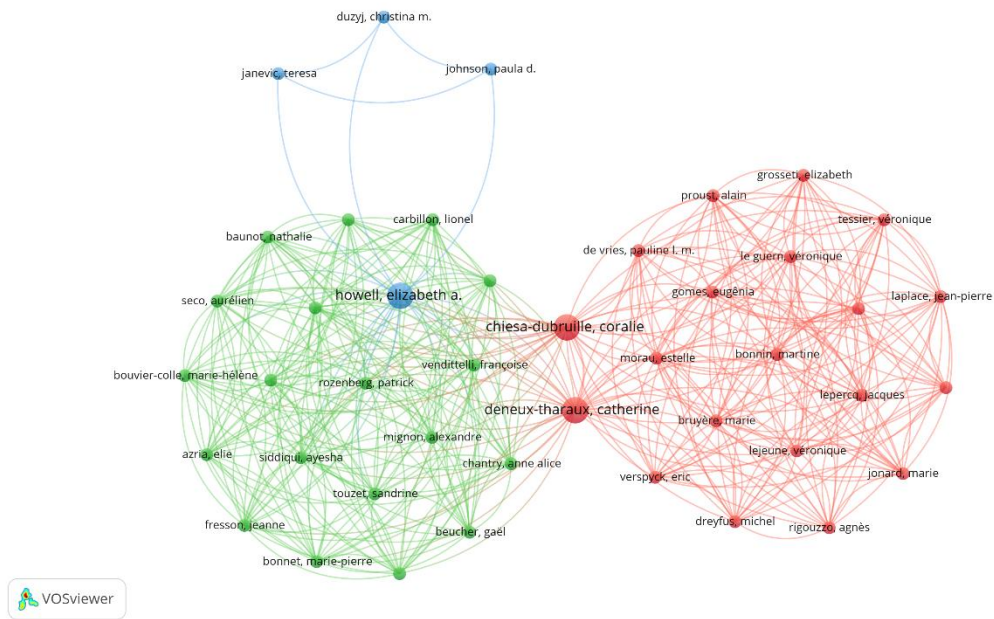 duzyj, christina m.
janevic, teresa
johnson, paula d.
grosseti, elizabeth
proust, alain
carbillon, lionel
tessier, véronique
baunot, nathalie
de vries, pauline l. m.
le guern, véronique
howell, elizabeth a.
gomes, eugênia
laplace, jean-pierre
seco, aurélien
chiesa-dubruille, coralie
morau, estelle
bonnin, martine
vendittelli, françoise
bouvier-colle, marie-hélène
rozenberg, patrick
lepercq, jacques
deneux-tharaux, catherine
bruyère, marie
mignon, alexandre
azria, elie
siddiqui, ayesha
chantry, anne alice
lejeune, véronique
verspyck, eric
jonard, marie
touzet, sandrine
fresson, jeanne
beucher, gaël
dreyfus, michel
rigouzzo, agnès
bonnet, marie-pierre
VOSviewer